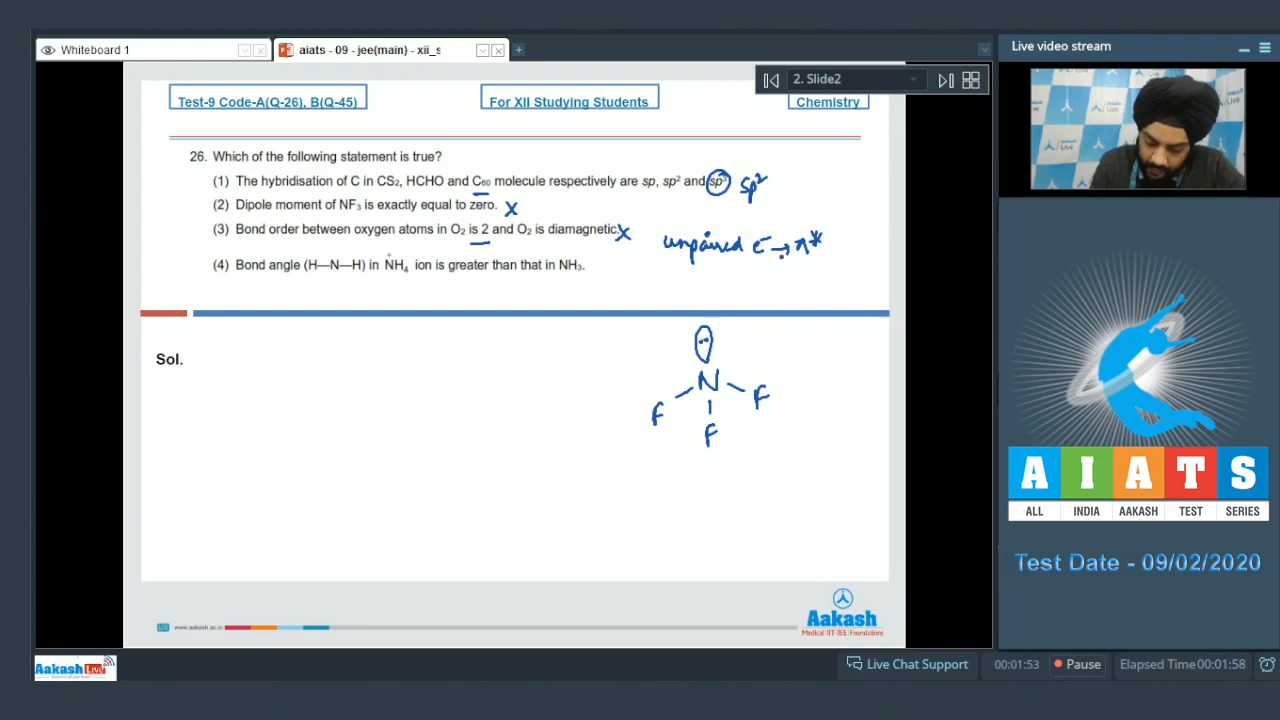 Whiteboard 1
aiats - 09 - jee(main) - xii_s
Live video stream
2. Slide2
Test-9 Code-A(Q-26), B(Q-45)
For XII Studying Students
Chemistry
26. Which of the following statement is true?
(1) The hybridisation of C in CS₂, HCHO and C₆₀ molecule respectively are sp, sp² and sp³ sp²
(2) Dipole moment of NF₃ is exactly equal to zero. x
(3) Bond order between oxygen atoms in O₂ is 2 and O₂ is diamagnetic. x
unpaired e⁻ → π*
(4) Bond angle (H—N—H) in N⁺H₄ ion is greater than that in NH₃.
Sol.
N
F F
F
Aakash
Medical|IIT-JEE|Foundations
www.aakash.ac.in
Aakash Live
Live Chat Support
00:01:53
Pause
Elapsed Time 00:01:58
A I A T S
ALL INDIA AAKASH TEST SERIES
Test Date - 09/02/2020